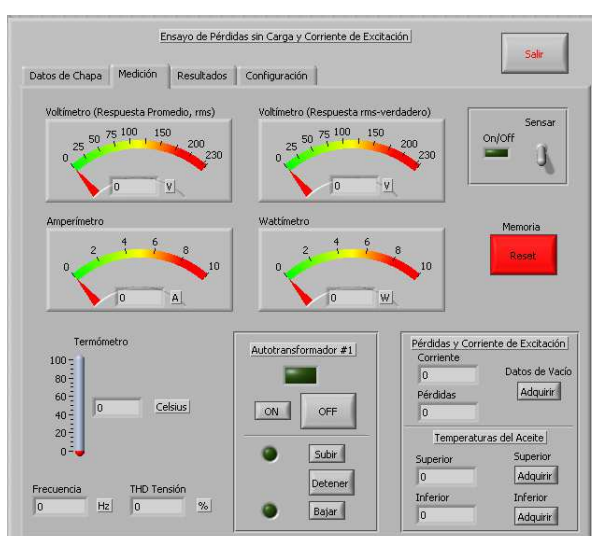 Ensayo de Pérdidas sin Carga y Corriente de Excitación
Salir
Datos de Chapa Medición Resultados Configuración
Voltímetro (Respuesta Promedio, rms)
0 25 50 75 100 150 200 230
0 V
Voltímetro (Respuesta rms-verdadero)
0 25 50 75 100 150 200 230
0 V
Sensar
On/Off
Amperímetro
0 2 4 6 8 10
0 A
Wattímetro
0 2 4 6 8 10
0 W
Memoria
Reset
Termómetro
100
80
60
40
20
0
0 Celsius
Frecuencia
0 Hz
THD Tensión
0 %
Autotransformador #1
ON OFF
Subir
Detener
Bajar
Pérdidas y Corriente de Excitación
Corriente
0
Pérdidas
0
Datos de Vacío
Adquirir
Temperaturas del Aceite
Superior
0
Superior
Adquirir
Inferior
0
Inferior
Adquirir